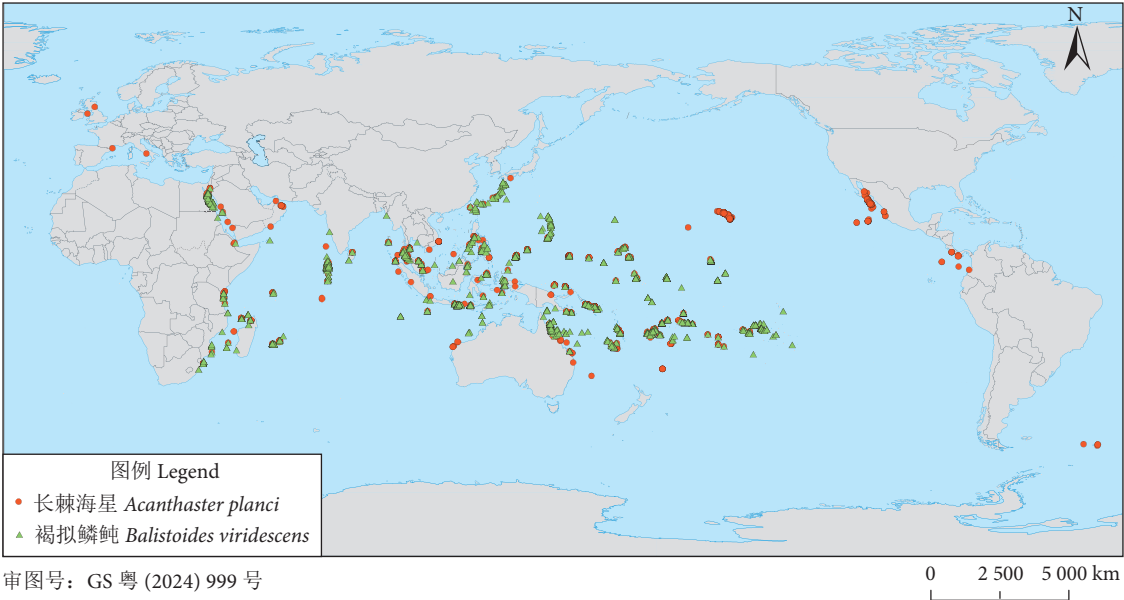 N
图例 Legend
长棘海星 Acanthaster planci
褐拟鳞鲀 Balistoides viridescens
审图号：GS 粤 (2024) 999 号
0 2 500 5 000 km